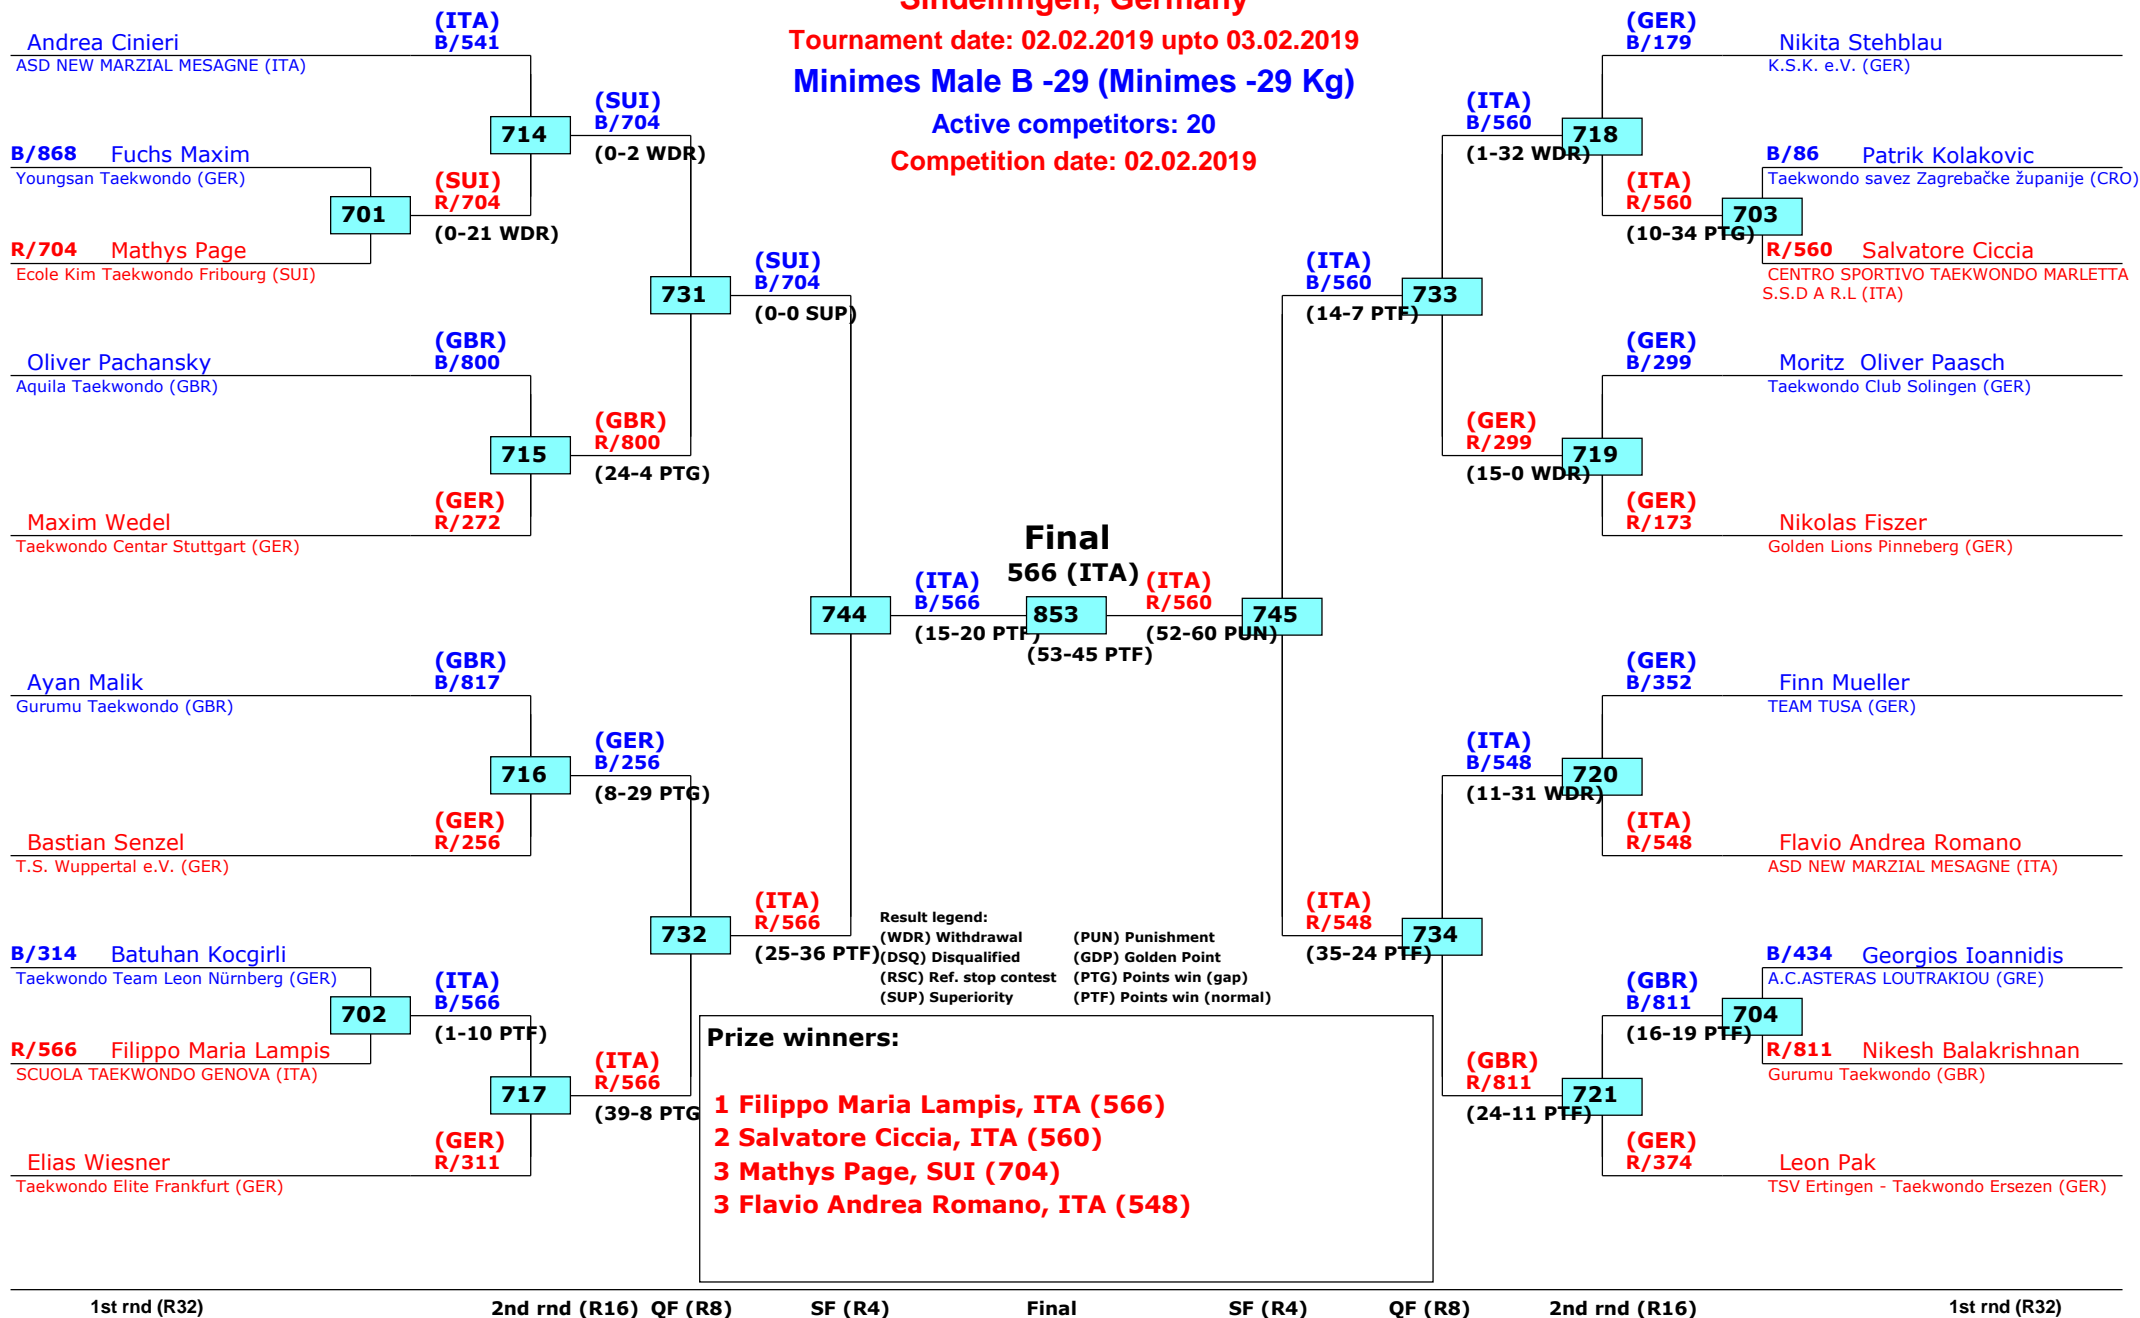 Sindelfingen, Germany
Tournament date: 02.02.2019 upto 03.02.2019
Minimes Male B -29 (Minimes -29 Kg)
Active competitors: 20
Competition date: 02.02.2019
Andrea Cinieri
ASD NEW MARZIAL MESAGNE (ITA)
(ITA)
B/541
B/868 Fuchs Maxim
Youngsan Taekwondo (GER)
701
R/704 Mathys Page
Ecole Kim Taekwondo Fribourg (SUI)
(SUI)
R/704
(0-21 WDR)
714
(SUI)
B/704
(0-2 WDR)
Oliver Pachansky
Aquila Taekwondo (GBR)
(GBR)
B/800
715
Maxim Wedel
Taekwondo Centar Stuttgart (GER)
(GER)
R/272
(GBR)
R/800
(24-4 PTG)
731
(SUI)
B/704
(0-0 SUP)
Ayan Malik
Gurumu Taekwondo (GBR)
(GBR)
B/817
716
Bastian Senzel
T.S. Wuppertal e.V. (GER)
(GER)
R/256
(GER)
B/256
(8-29 PTG)
B/314 Batuhan Kocgirli
Taekwondo Team Leon Nürnberg (GER)
702
R/566 Filippo Maria Lampis
SCUOLA TAEKWONDO GENOVA (ITA)
(ITA)
B/566
(1-10 PTF)
717
Elias Wiesner
Taekwondo Elite Frankfurt (GER)
(GER)
R/311
(ITA)
R/566
(39-8 PTG
732
(ITA)
R/566
(25-36 PTF)
744
(ITA)
B/566
(15-20 PTF)
Final
566 (ITA)
853
(53-45 PTF)
(ITA)
R/560
(52-60 PUN)
745
(ITA)
B/560
(14-7 PTF)
733
(ITA)
B/560
(1-32 WDR)
718
(GER)
B/179
Nikita Stehblau
K.S.K. e.V. (GER)
(ITA)
R/560
(10-34 PTG)
703
B/86 Patrik Kolakovic
Taekwondo savez Zagrebačke županije (CRO)
R/560 Salvatore Ciccia
CENTRO SPORTIVO TAEKWONDO MARLETTA
S.S.D A R.L (ITA)
(GER)
R/299
(15-0 WDR)
719
(GER)
B/299
Moritz Oliver Paasch
Taekwondo Club Solingen (GER)
(GER)
R/173
Nikolas Fiszer
Golden Lions Pinneberg (GER)
(ITA)
R/548
(35-24 PTF)
734
(ITA)
B/548
(11-31 WDR)
720
(GER)
B/352
Finn Mueller
TEAM TUSA (GER)
(ITA)
R/548
Flavio Andrea Romano
ASD NEW MARZIAL MESAGNE (ITA)
(GBR)
R/811
(24-11 PTF)
721
(GBR)
B/811
(16-19 PTF)
704
B/434 Georgios Ioannidis
A.C.ASTERAS LOUTRAKIOU (GRE)
R/811 Nikesh Balakrishnan
Gurumu Taekwondo (GBR)
(GER)
R/374
Leon Pak
TSV Ertingen - Taekwondo Ersezen (GER)
Result legend:
(WDR) Withdrawal (PUN) Punishment
(DSQ) Disqualified (GDP) Golden Point
(RSC) Ref. stop contest (PTG) Points win (gap)
(SUP) Superiority (PTF) Points win (normal)
Prize winners:
1 Filippo Maria Lampis, ITA (566)
2 Salvatore Ciccia, ITA (560)
3 Mathys Page, SUI (704)
3 Flavio Andrea Romano, ITA (548)
1st rnd (R32) 2nd rnd (R16) QF (R8) SF (R4) Final SF (R4) QF (R8) 2nd rnd (R16) 1st rnd (R32)